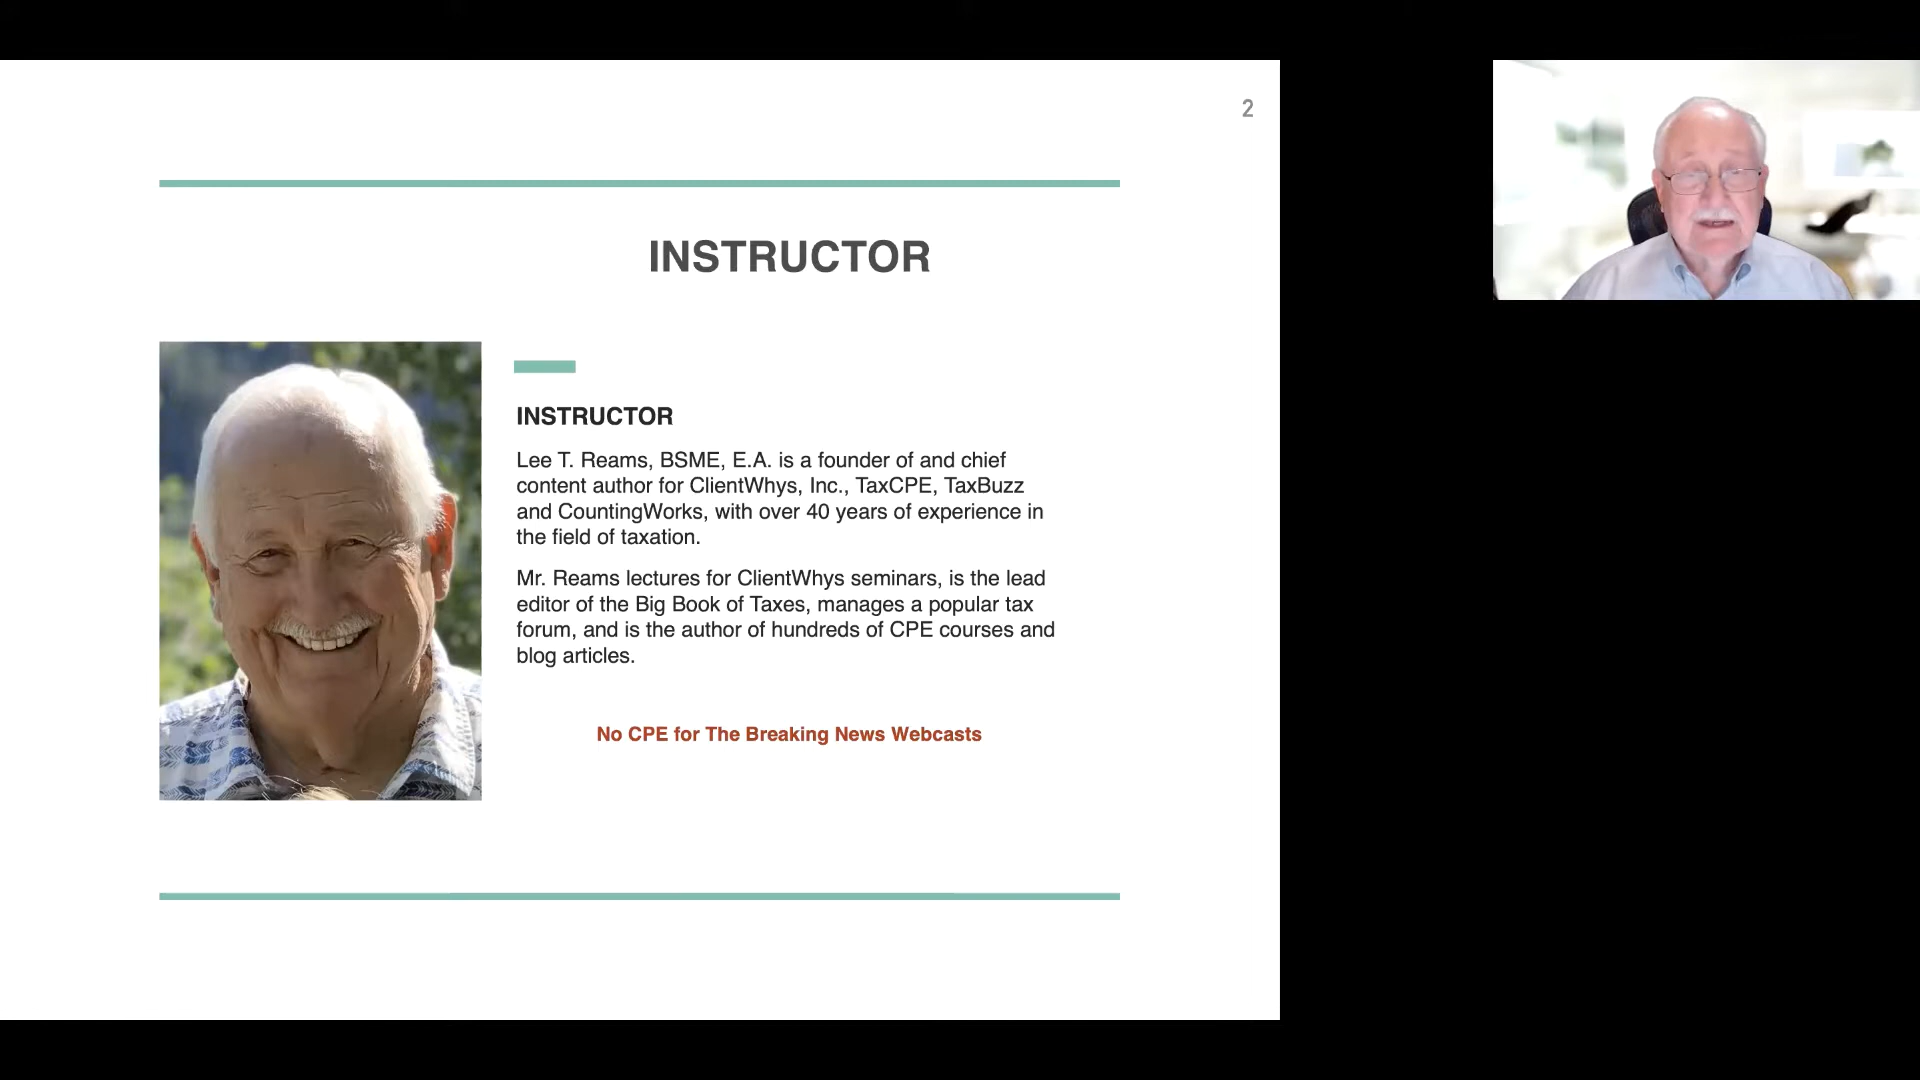 2
INSTRUCTOR
INSTRUCTOR
Lee T. Reams, BSME, E.A. is a founder of and chief
content author for ClientWhys, Inc., TaxCPE, TaxBuzz
and CountingWorks, with over 40 years of experience in
the field of taxation.
Mr. Reams lectures for ClientWhys seminars, is the lead
editor of the Big Book of Taxes, manages a popular tax
forum, and is the author of hundreds of CPE courses and
blog articles.
No CPE for The Breaking News Webcasts